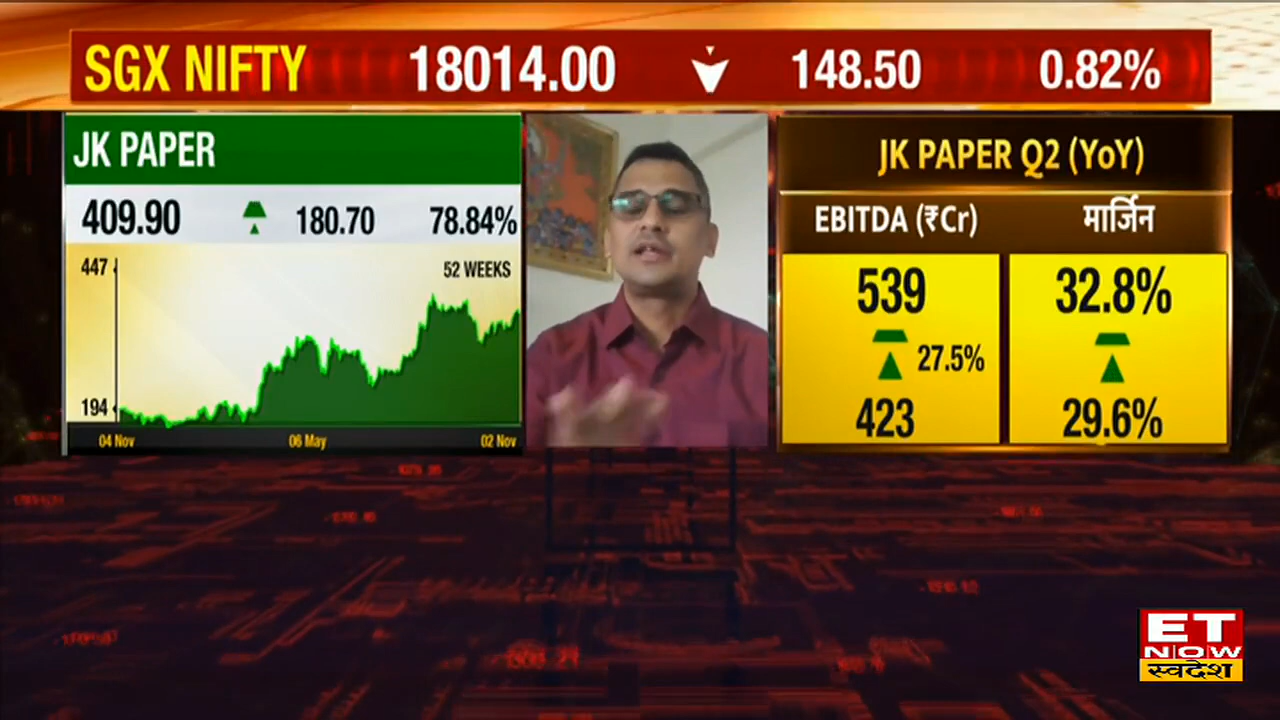 SGX NIFTY 18014.00 148.50 0.82%
JK PAPER
409.90 180.70 78.84%
447
52 WEEKS
194
04 Nov 06 May 02 Nov
JK PAPER Q2 (YoY)
EBITDA (₹Cr) मार्जिन
539 32.8%
27.5%
423 29.6%
ET
NOW
स्वदेश